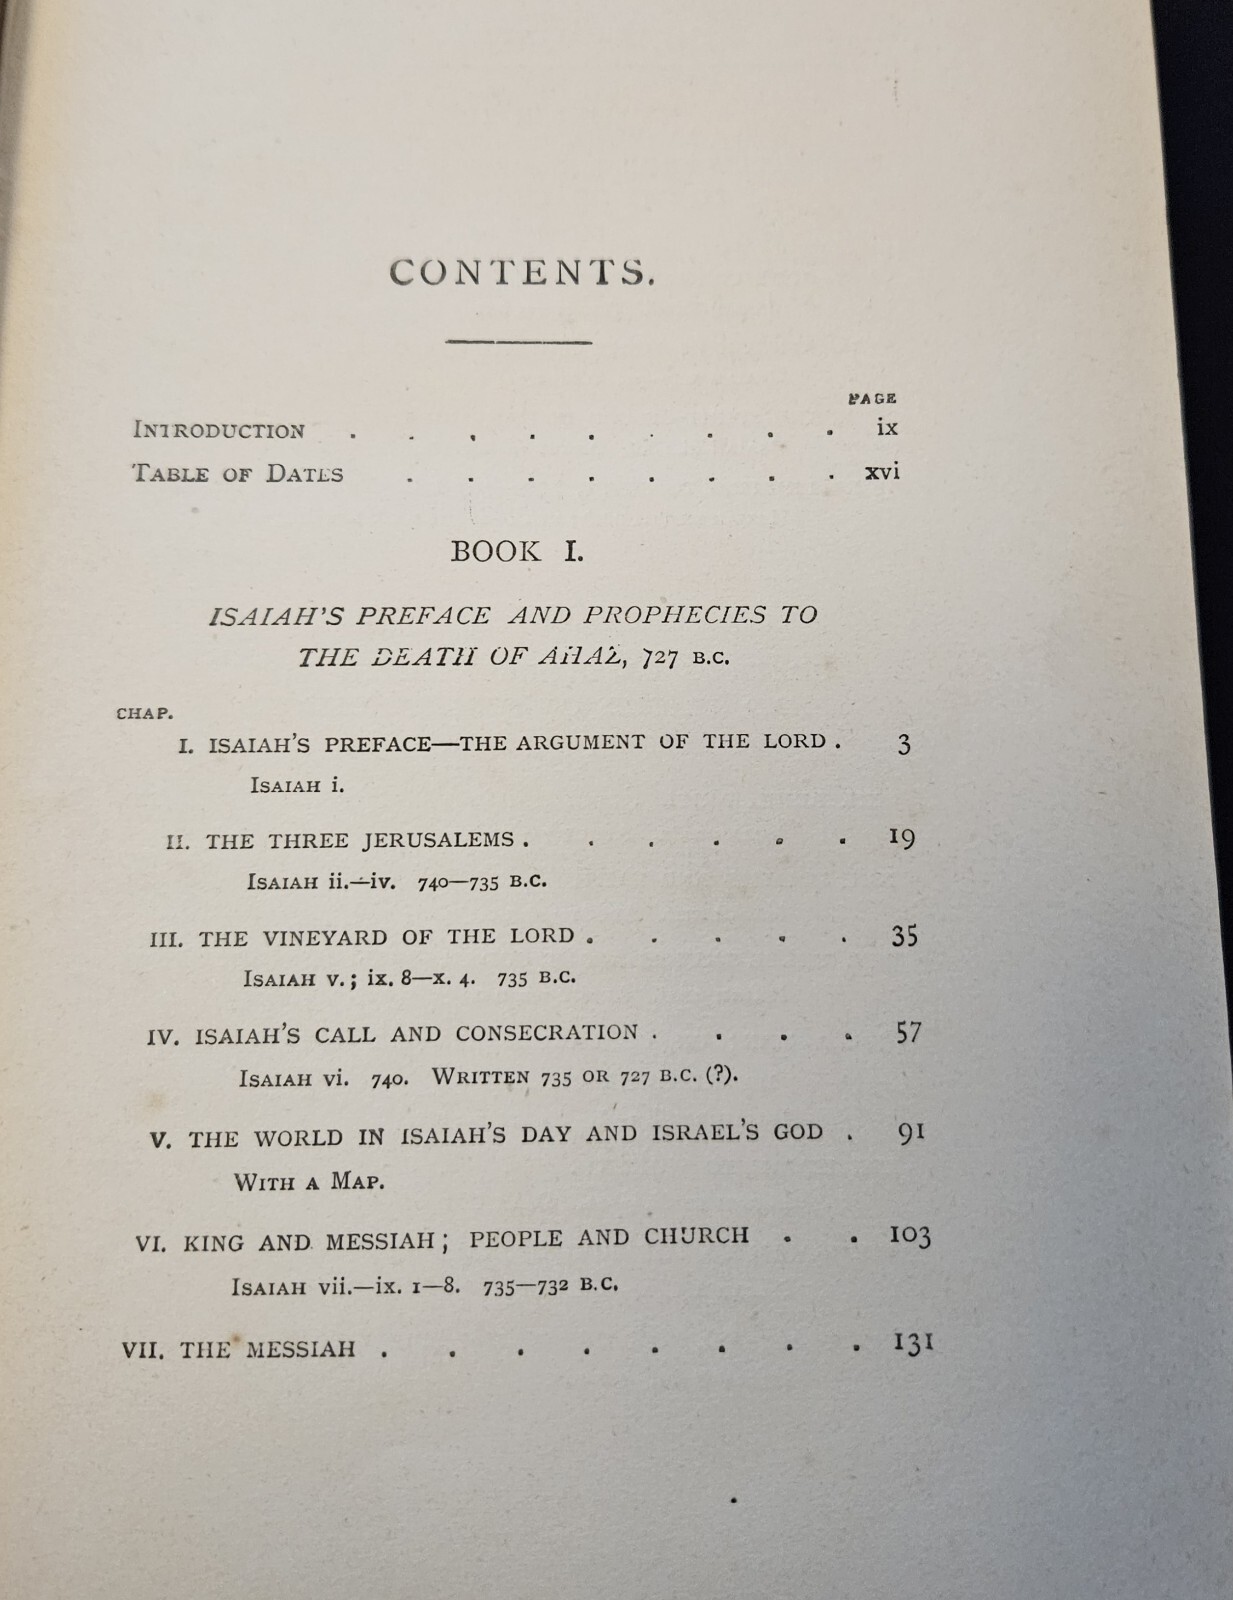 CONTENTS.
PAGE
INTRODUCTION . . . . . . . . . ix
TABLE OF DATES . . . . . . . . xvi
BOOK I.
ISAIAH'S PREFACE AND PROPHECIES TO
THE DEATH OF AHAZ, 727 B.C.
CHAP.
I. ISAIAH'S PREFACE—THE ARGUMENT OF THE LORD . 3
ISAIAH i.
II. THE THREE JERUSALEMS . . . . . . 19
ISAIAH ii.—iv. 740—735 B.C.
III. THE VINEYARD OF THE LORD . . . . . 35
ISAIAH v.; ix. 8—x. 4. 735 B.C.
IV. ISAIAH'S CALL AND CONSECRATION . . . . 57
ISAIAH vi. 740. WRITTEN 735 OR 727 B.C. (?).
V. THE WORLD IN ISAIAH'S DAY AND ISRAEL'S GOD . 91
WITH A MAP.
VI. KING AND MESSIAH; PEOPLE AND CHURCH . . 103
ISAIAH vii.—ix. 1—8. 735—732 B.C.
VII. THE MESSIAH . . . . . . . . 131